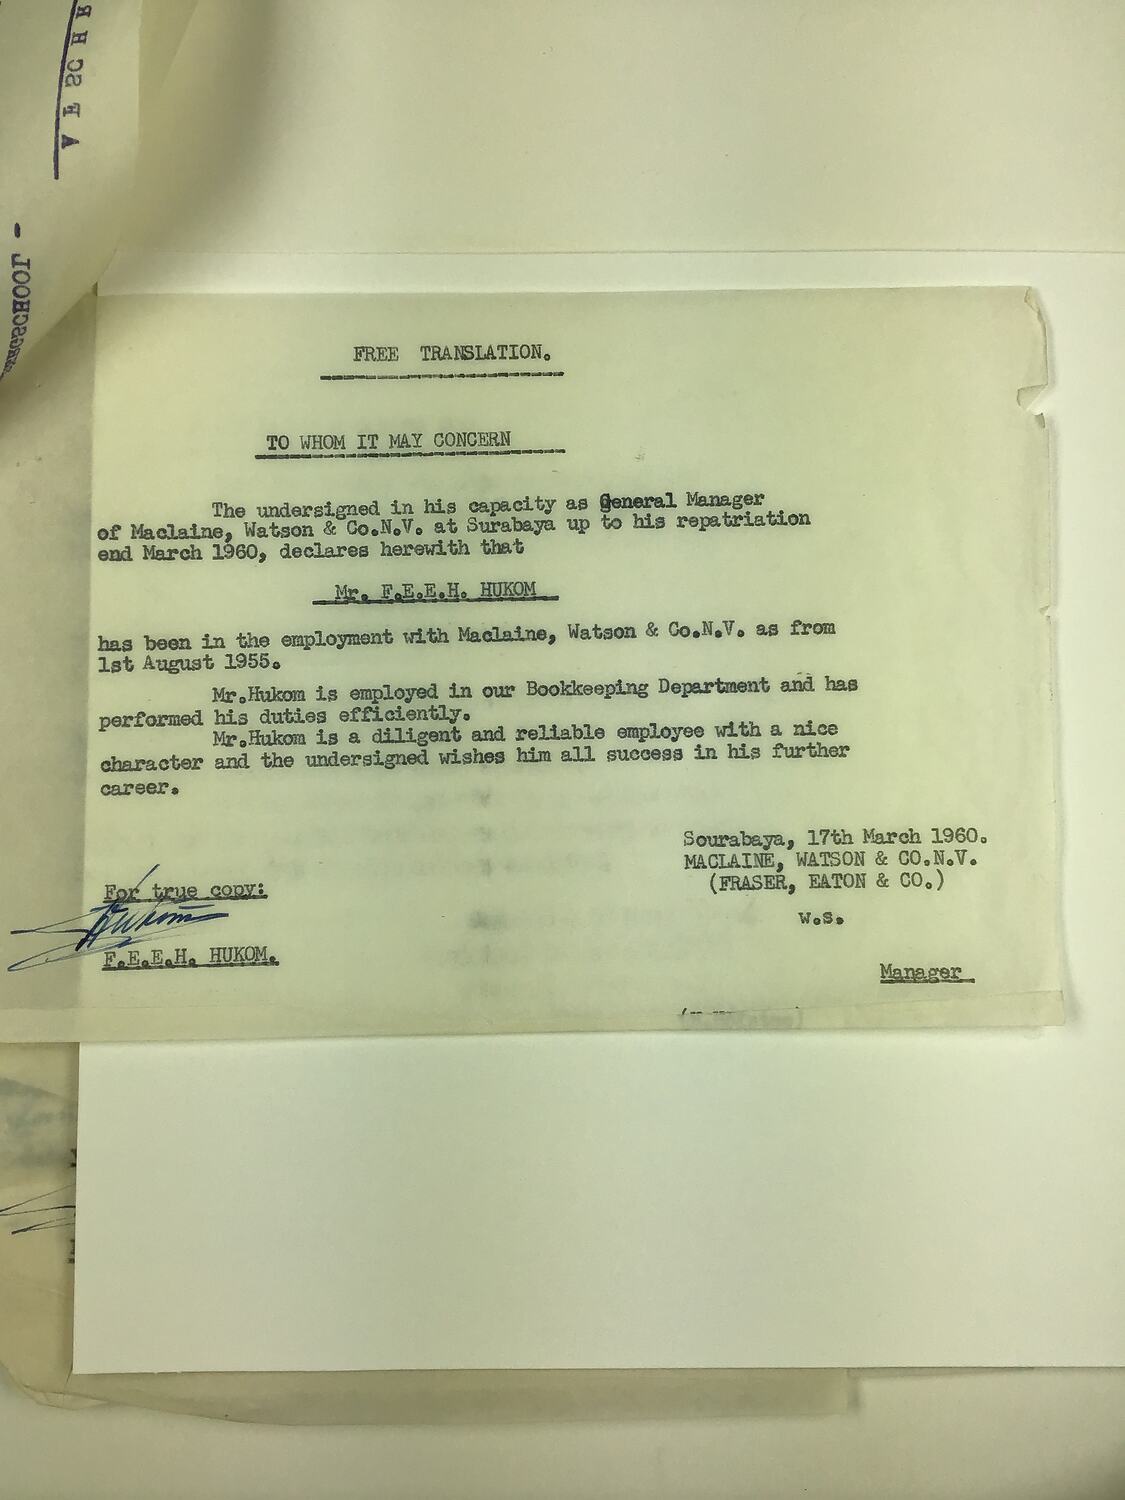 VESCHE
GSCHOOL -
FREE TRANSLATION.
TO WHOM IT MAY CONCERN
The undersigned in his capacity as General Manager
of Maclaine, Watson & Co.N.V. at Surabaya up to his repatriation
end March 1960, declares herewith that
Mr. F.E.E.H. HUKOM
has been in the employment with Maclaine, Watson & Co.N.V. as from
1st August 1955.
Mr.Hukom is employed in our Bookkeeping Department and has
performed his duties efficiently.
Mr.Hukom is a diligent and reliable employee with a nice
character and the undersigned wishes him all success in his further
career.
Sourabaya, 17th March 1960.
MACLAINE, WATSON & CO.N.V.
(FRASER, EATON & CO.)
w.s.
Manager
For true copy:
Hukom
F.E.E.H. HUKOM.